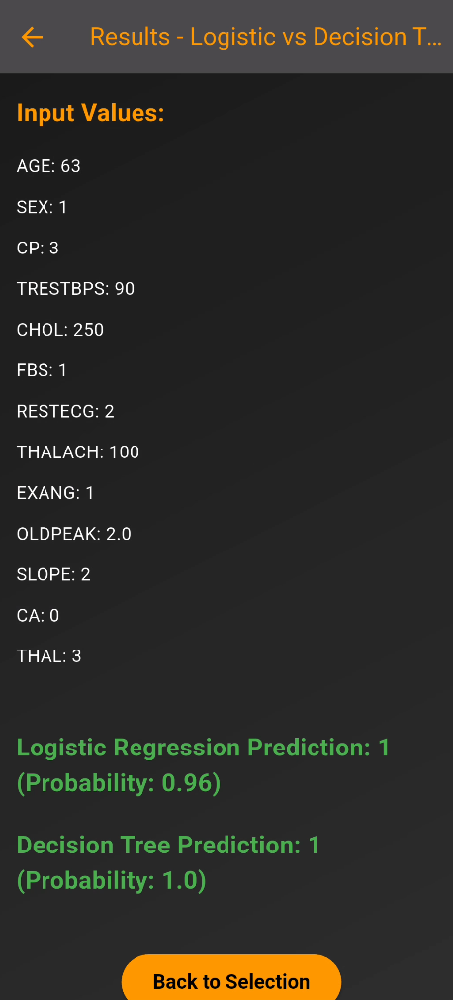 Results - Logistic vs Decision T...
Input Values:
AGE: 63
SEX: 1
CP: 3
TRESTBPS: 90
CHOL: 250
FBS: 1
RESTECG: 2
THALACH: 100
EXANG: 1
OLDPEAK: 2.0
SLOPE: 2
CA: 0
THAL: 3
Logistic Regression Prediction: 1
(Probability: 0.96)
Decision Tree Prediction: 1
(Probability: 1.0)
Back to Selection